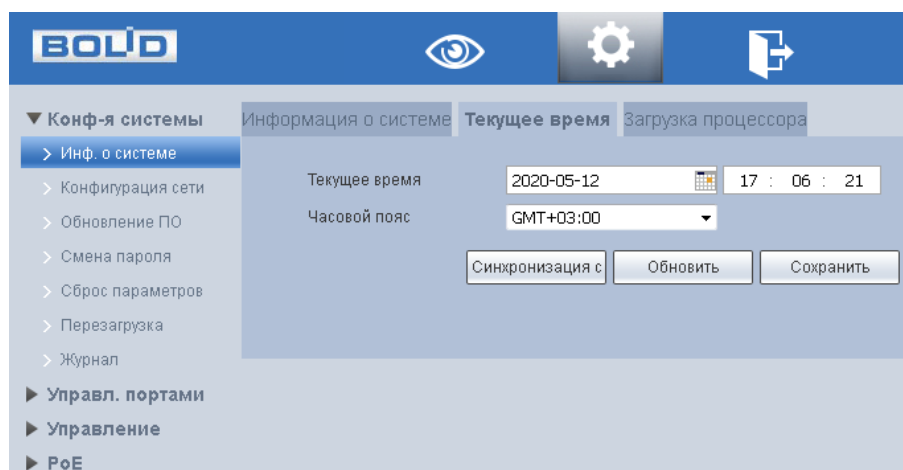 BOLID
Конф-я системы
Информация о системе Текущее время Загрузка процессора
Инф. о системе
Текущее время 2020-05-12 17 : 06 : 21
Конфигурация сети
Часовой пояс GMT+03:00
Обновление ПО
Смена пароля
Синхронизация с Обновить Сохранить
Сброс параметров
Перезагрузка
Журнал
Управл. портами
Управление
PoE